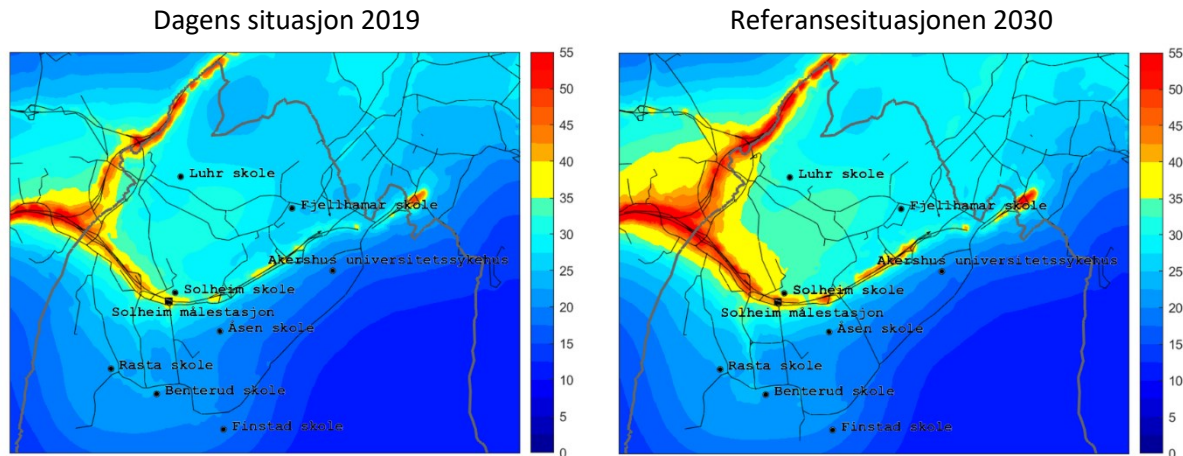 Dagens situasjon 2019
Referansesituasjonen 2030
Luhr skole
Fjellhamar skole
Akershus universitetssykehus
Solheim skole
Solheim målestasjon
Åsen skole
Rasta skole
Benterud skole
Finstad skole
55
50
45
40
35
30
25
20
15
10
5
0
Luhr skole
Fjellhamar skole
Akershus universitetssykehus
Solheim skole
Solheim målestasjon
Åsen skole
Rasta skole
Benterud skole
Finstad skole
55
50
45
40
35
30
25
20
15
10
5
0